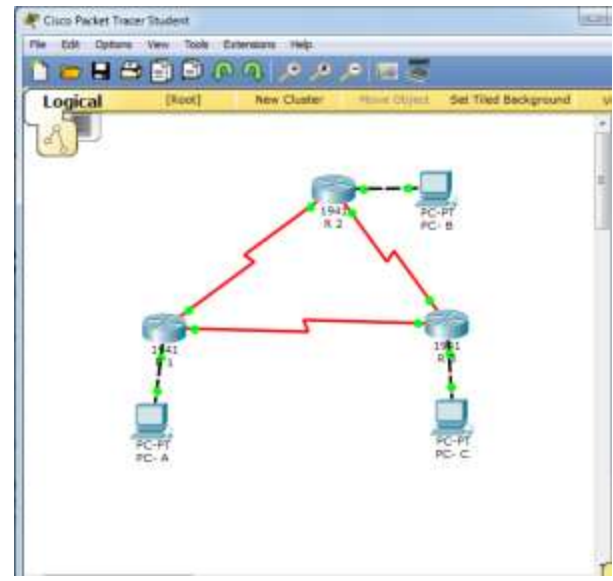 Cisco Packet Tracer Student
File Edit Options View Tools Extensions Help
Logical [Root] New Cluster Move Object Set Tiled Background
1941
R 2
PC-PT
PC- B
1941
1941
PC-PT
PC- A
PC-PT
PC- C